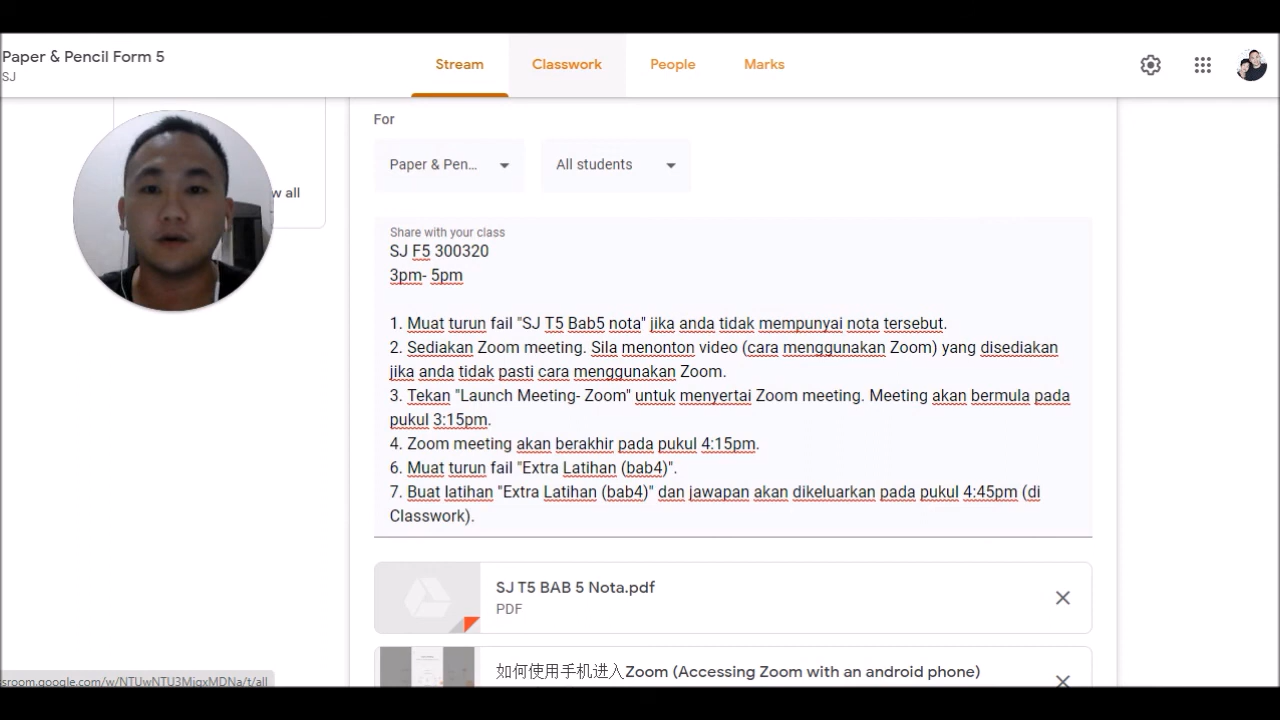 Paper & Pencil Form 5
SJ
Stream
Classwork
People
Marks
w all
For
Paper & Pen...
All students
Share with your class
SJ F5 300320
3pm- 5pm
1. Muat turun fail "SJ T5 Bab5 nota" jika anda tidak mempunyai nota tersebut.
2. Sediakan Zoom meeting. Sila menonton video (cara menggunakan Zoom) yang disediakan
jika anda tidak pasti cara menggunakan Zoom.
3. Tekan "Launch Meeting- Zoom" untuk menyertai Zoom meeting. Meeting akan bermula pada
pukul 3:15pm.
4. Zoom meeting akan berakhir pada pukul 4:15pm.
6. Muat turun fail "Extra Latihan (bab4)".
7. Buat latihan "Extra Latihan (bab4)" dan jawapan akan dikeluarkan pada pukul 4:45pm (di
Classwork).
SJ T5 BAB 5 Nota.pdf
PDF
如何使用手机进入Zoom (Accessing Zoom with an android phone)
ssroom.google.com/w/NTUwNTU3MjgxMDNa/t/all